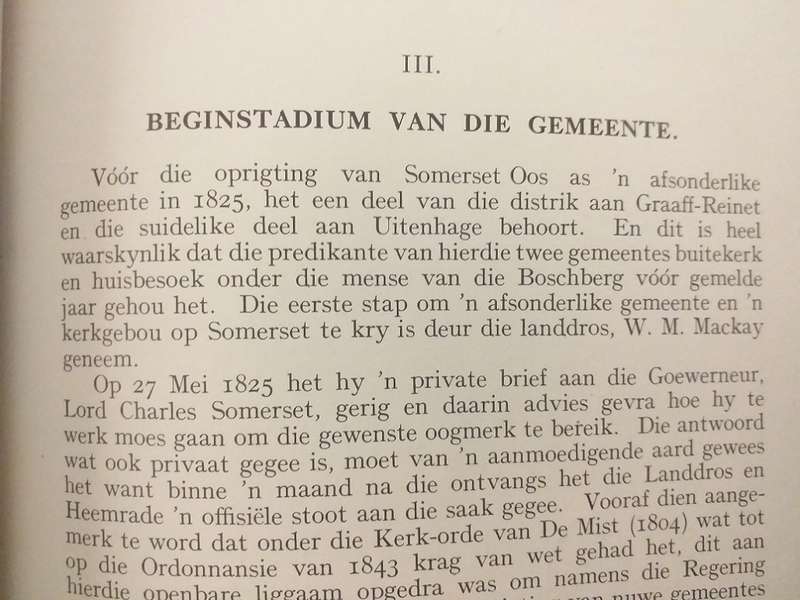 III.
BEGINSTADIUM VAN DIE GEMEENTE.
Vóór die oprigting van Somerset Oos as 'n afsonderlike
gemeente in 1825, het een deel van die distrik aan Graaff-Reinet
en die suidelike deel aan Uitenhage behoort. En dit is heel
waarskynlik dat die predikante van hierdie twee gemeentes buitekerk
en huisbesoek onder die mense van die Boschberg vóór gemelde
jaar gehou het. Die eerste stap om 'n afsonderlike gemeente en 'n
kerkgebou op Somerset te kry is deur die landdros, W. M. Mackay
geneem.
Op 27 Mei 1825 het hy 'n private brief aan die Goewerneur,
Lord Charles Somerset, gerig en daarin advies gevra hoe hy te
werk moes gaan om die gewenste oogmerk te bereik. Die antwoord
wat ook privaat gegee is, moet van 'n aanmoedigende aard gewees
het want binne 'n maand na die ontvangs het die Landdros en
Heemrade 'n offisiële stoot aan die saak gegee. Vooraf dien aange-
merk te word dat onder die Kerk-orde van De Mist (1804) wat tot
op die Ordonnansie van 1843 krag van wet gehad het, dit aan
hierdie openbare liggaam opgedra was om namens die Regering
van nuwe gemeentes